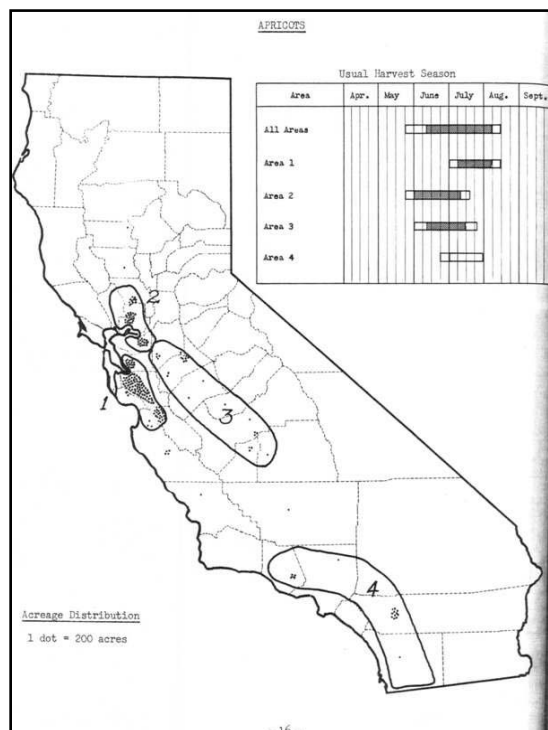 APRICOTS
Usual Harvest Season
Area Apr. May June July Aug. Sept.
All Areas
Area 1
Area 2
Area 3
Area 4
2
1
3
4
Acreage Distribution
1 dot = 200 acres